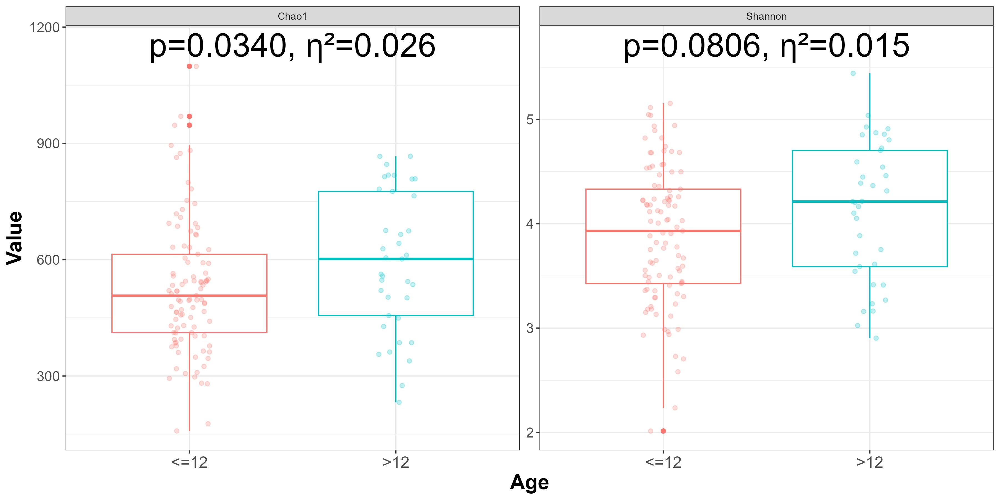 Chao1
Shannon
p=0.0340, η²=0.026
p=0.0806, η²=0.015
Value
1200
900
600
300
5
4
3
2
<=12
>12
<=12
>12
Age